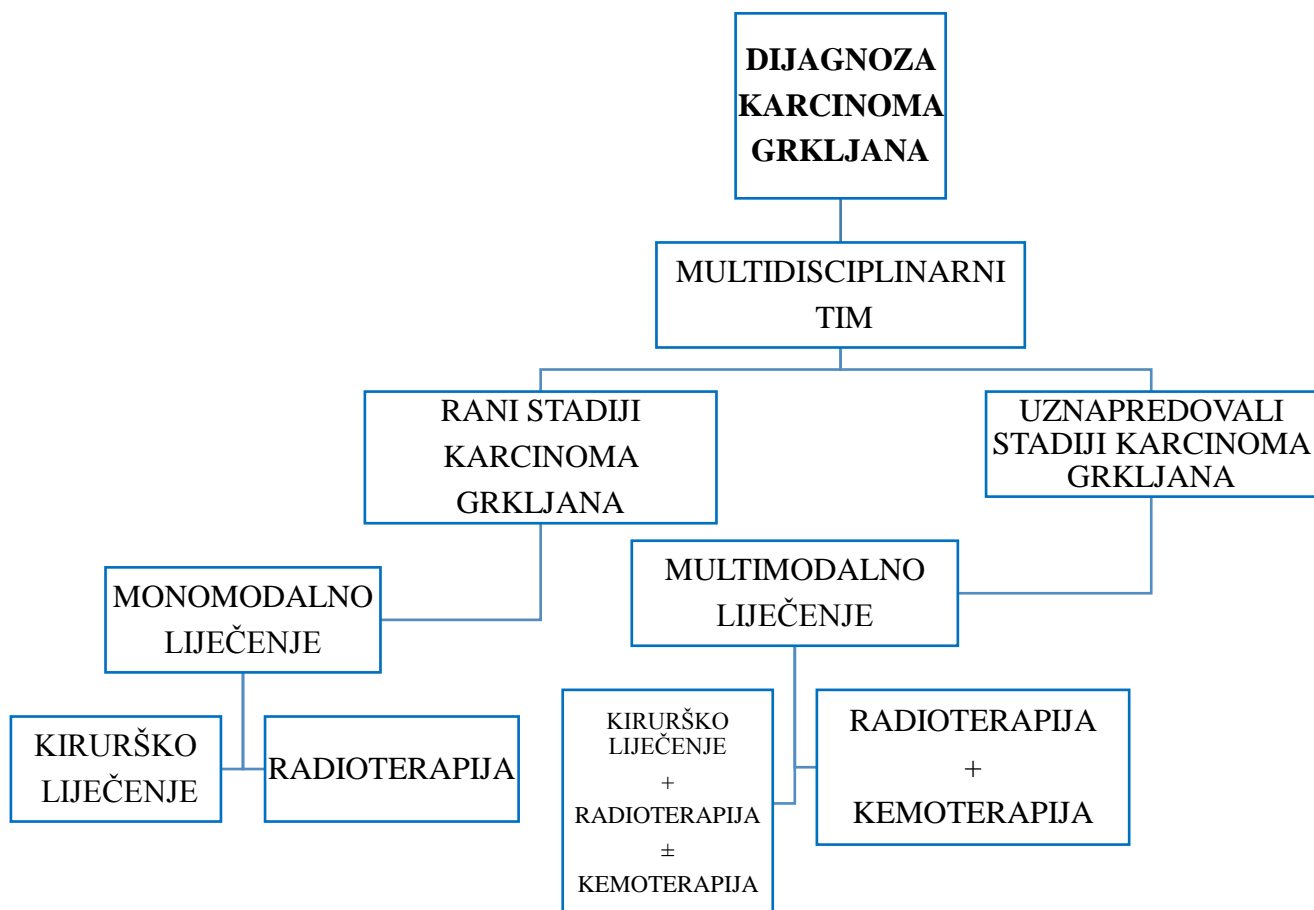 DIJAGNOZA
KARCINOMA
GRKLJANA
MULTIDISCIPLINARNI
TIM
RANI STADIJI
KARCINOMA
GRKLJANA
UZNAPREDOVALI
STADIJI KARCINOMA
GRKLJANA
MONOMODALNO
LIJEČENJE
MULTIMODALNO
LIJEČENJE
KIRURŠKO
LIJEČENJE
RADIOTERAPIJA
KIRURŠKO
LIJEČENJE
+
RADIOTERAPIJA
±
KEMOTERAPIJA
RADIOTERAPIJA
+
KEMOTERAPIJA